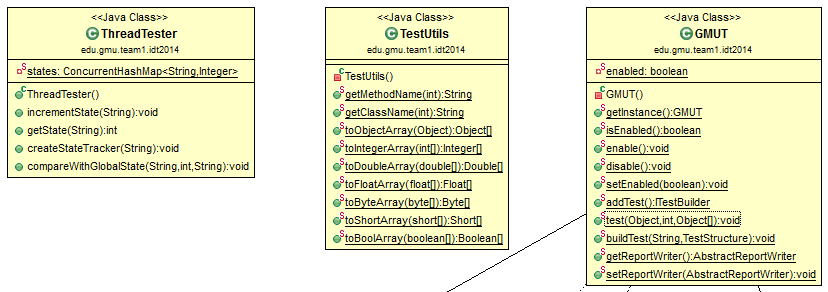 <<Java Class>>
ThreadTester
edu.gmu.team1.idt2014
states: ConcurrentHashMap<String,Integer>
ThreadTester()
incrementState(String):void
getState(String):int
createStateTracker(String):void
compareWithGlobalState(String,int,String):void
<<Java Class>>
TestUtils
edu.gmu.team1.idt2014
TestUtils()
getMethodName(int):String
getClassName(int):String
toObjectArray(Object):Object[]
toIntegerArray(int[]):Integer[]
toDoubleArray(double[]):Double[]
toFloatArray(float[]):Float[]
toByteArray(byte[]):Byte[]
toShortArray(short[]):Short[]
toBoolArray(boolean[]):Boolean[]
<<Java Class>>
GMUT
edu.gmu.team1.idt2014
enabled: boolean
GMUT()
getInstance():GMUT
isEnabled():boolean
enable():void
disable():void
setEnabled(boolean):void
addTest():ITestBuilder
test(Object,int,Object[]):void
buildTest(String,TestStructure):void
getReportWriter():AbstractReportWriter
setReportWriter(AbstractReportWriter):void